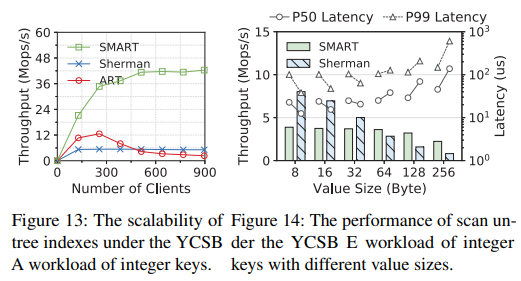 60
48
36
24
12
0
Throughput (Mops/s)
SMART
Sherman
ART
0 300 600 900
Number of Clients
P50 Latency P99 Latency
15
10
5
0
Throughput (Mops/s)
SMART
Sherman
10³
10²
10¹
10⁰
Latency (us)
8 16 32 64 128 256
Value Size (Byte)
Figure 13: The scalability of
tree indexes under the YCSB
A workload of integer keys.
Figure 14: The performance of scan un-
der the YCSB E workload of integer
keys with different value sizes.